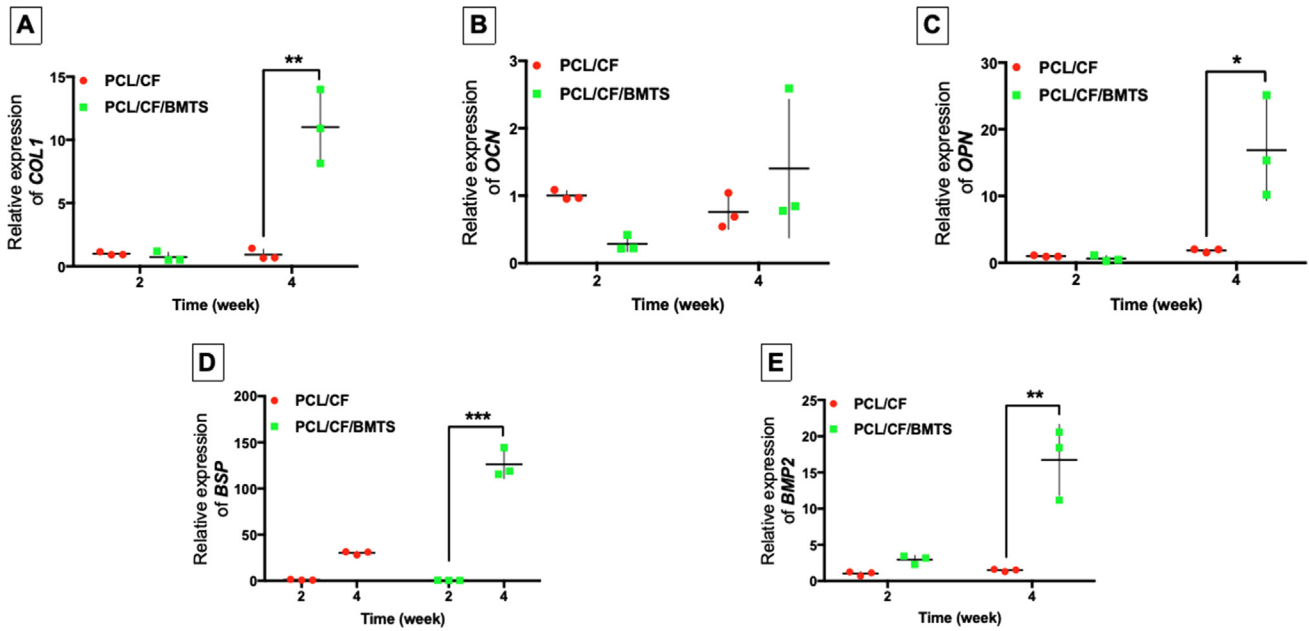 A
Relative expression
of COL1
15
10
5
0
PCL/CF
PCL/CF/BMTS
**
2
4
Time (week)
B
Relative expression
of OCN
3
2
1
0
PCL/CF
PCL/CF/BMTS
2
4
Time (week)
C
Relative expression
of OPN
30
20
10
0
PCL/CF
PCL/CF/BMTS
*
2
4
Time (week)
D
Relative expression
of BSP
200
150
100
50
0
PCL/CF
PCL/CF/BMTS
***
2
4
2
4
Time (week)
E
Relative expression
of BMP2
25
20
15
10
5
0
PCL/CF
PCL/CF/BMTS
**
2
4
Time (week)